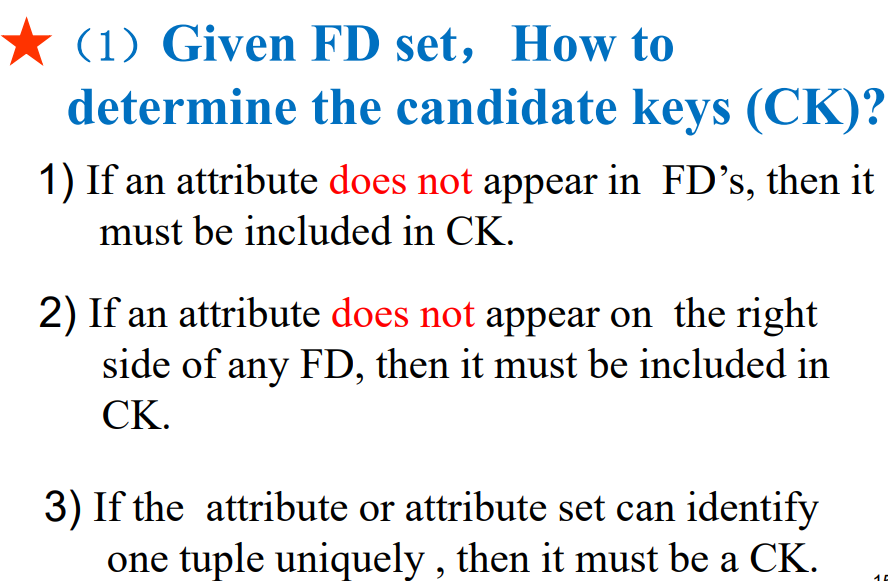 ★（1）Given FD set，How to
determine the candidate keys (CK)?
1) If an attribute does not appear in FD’s, then it
must be included in CK.
2) If an attribute does not appear on the right
side of any FD, then it must be included in
CK.
3) If the attribute or attribute set can identify
one tuple uniquely , then it must be a CK.